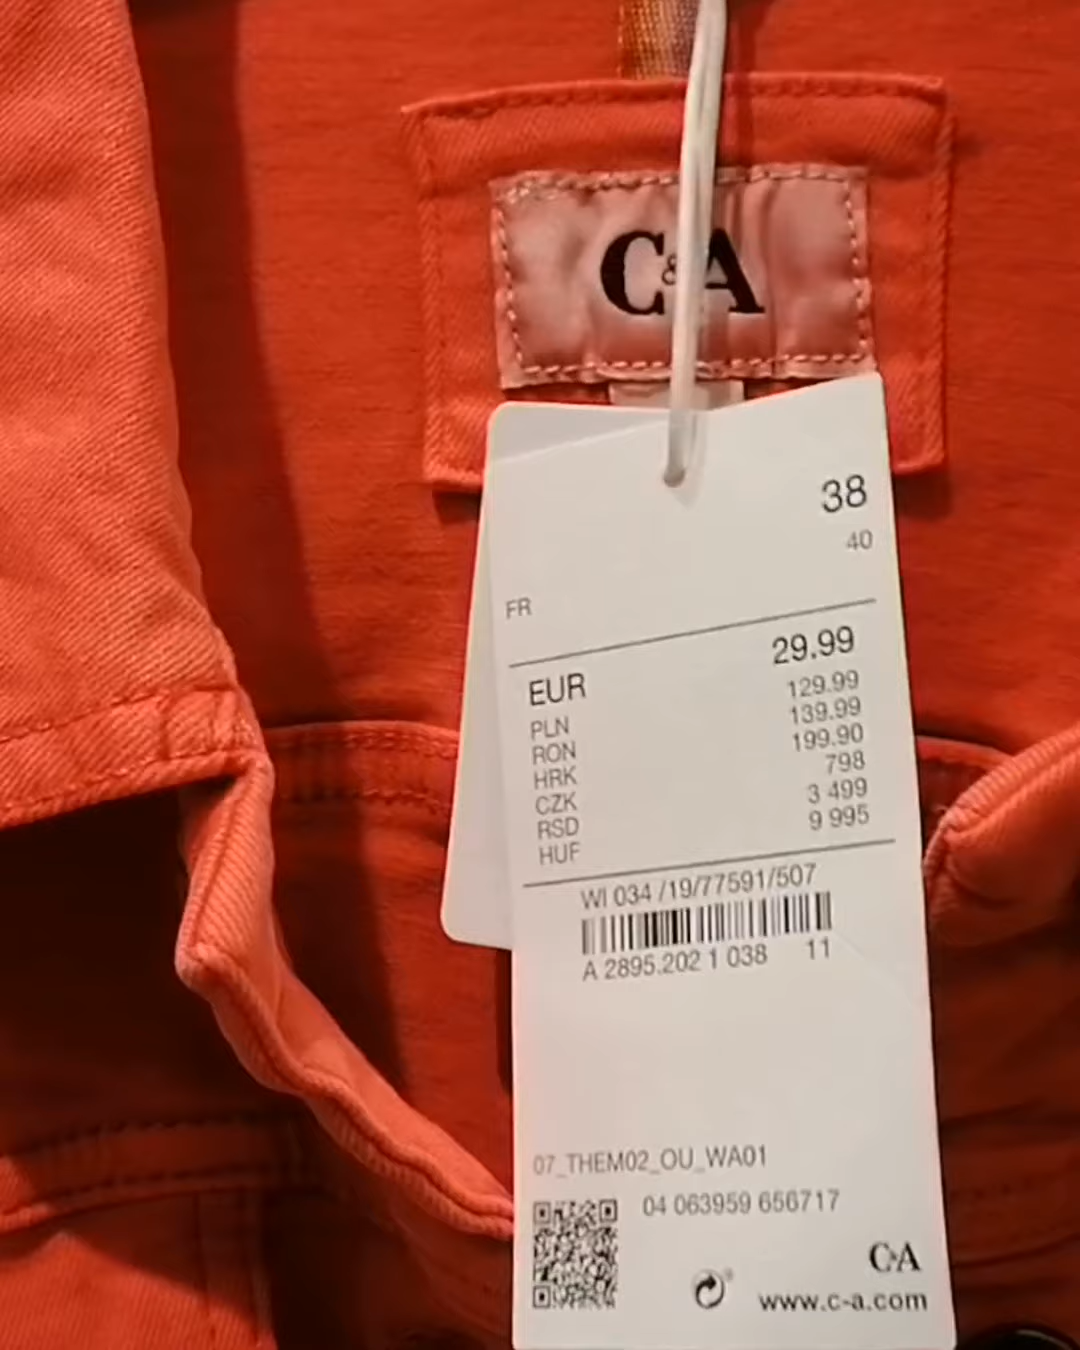 C&A
38
40
FR
EUR 29.99
PLN 129.99
RON 139.99
HRK 199.90
CZK 798
RSD 3 499
HUF 9 995
WI 034 /19/77591/507
A 2895.202 1 038 11
07_THEM02_OU_WA01
04 063959 656717
C&A
www.c-a.com